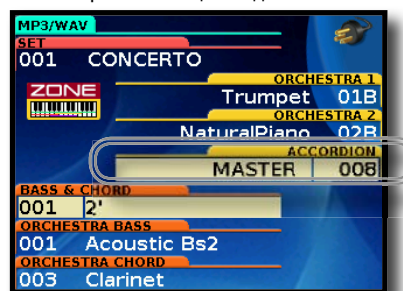 MP3/WAV
SET
001 CONCERTO
ZONE
ORCHESTRA 1
Trumpet 01B
ORCHESTRA 2
NaturalPiano 02B
ACCORDION
MASTER 008
BASS & CHORD
001 2'
ORCHESTRA BASS
001 Acoustic Bs2
ORCHESTRA CHORD
003 Clarinet